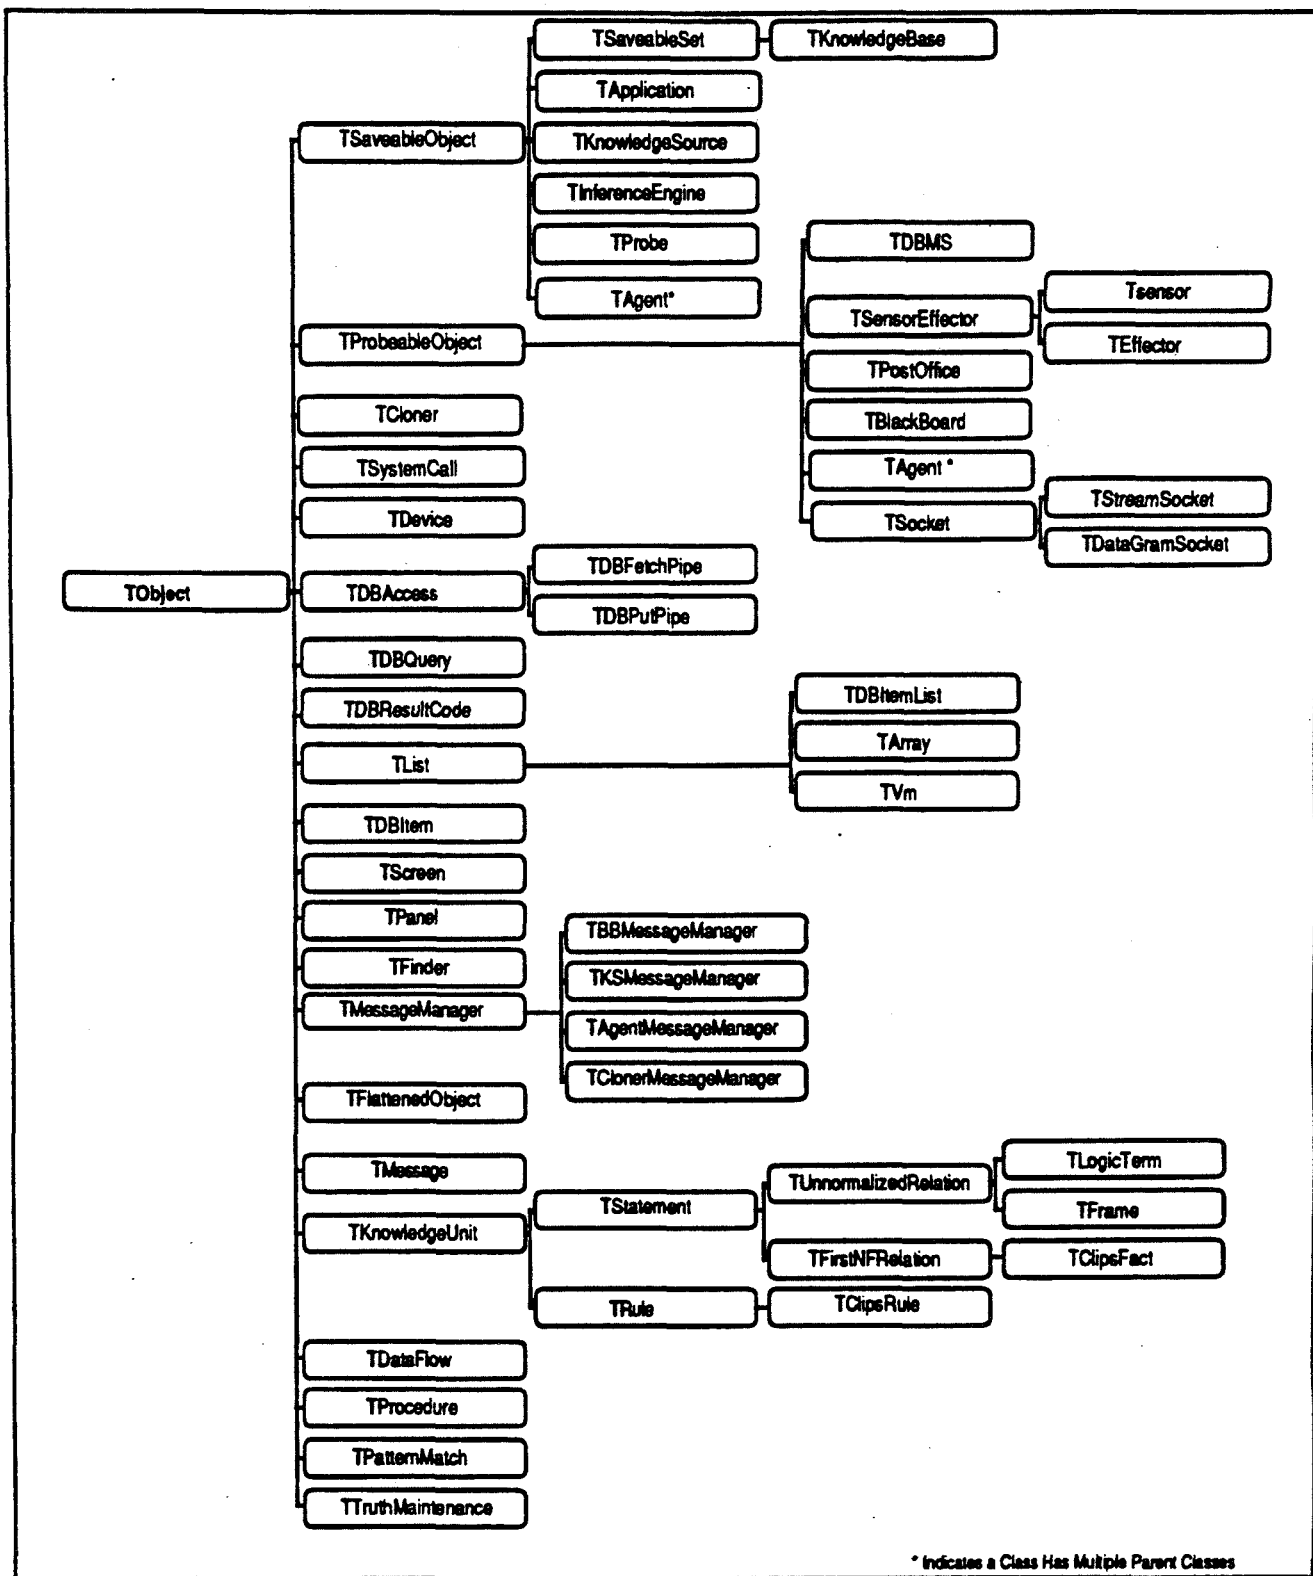 TSaveableSet
TKnowledgeBase
TApplication
TSaveableObject
TKnowledgeSource
TInferenceEngine
TProbe
TAgent*
TDBMS
Tsensor
TSensorEffector
TEffector
TProbeableObject
TPostOffice
TCloner
TBlackBoard
TSystemCall
TAgent *
TStreamSocket
TDevice
TSocket
TDataGramSocket
TDBFetchPipe
TObject
TDBAccess
TDBPutPipe
TDBQuery
TDBItemList
TDBResultCode
TArray
TList
TVm
TDBItem
TScreen
TPanel
TBBMessageManager
TFinder
TKSMessageManager
TMessageManager
TAgentMessageManager
TClonerMessageManager
TFlattenedObject
TMessage
TLogicTerm
TUnnormalizedRelation
TStatement
TFrame
TKnowledgeUnit
TFirstNFRelation
TClipsFact
TRule
TClipsRule
TDataFlow
TProcedure
TPatternMatch
TTruthMaintenance
* Indicates a Class Has Multiple Parent Classes